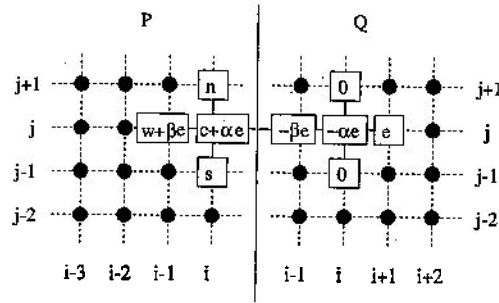 P Q
j+1 n 0 j+1
j w+βe c+αe -βe -αe e j
j-1 s 0 j-1
j-2 j-2
i-3 i-2 i-1 i i-1 i i+1 i+2